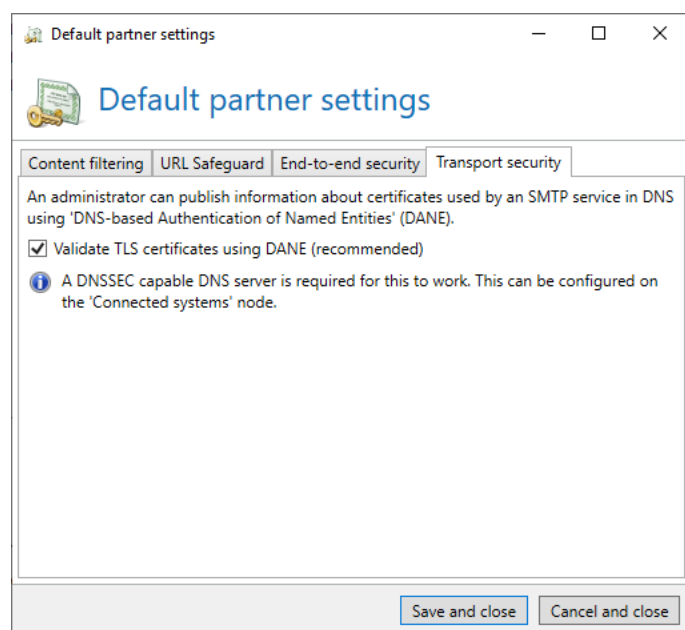 Default partner settings
Default partner settings
Content filtering URL Safeguard End-to-end security Transport security
An administrator can publish information about certificates used by an SMTP service in DNS
using 'DNS-based Authentication of Named Entities' (DANE).
Validate TLS certificates using DANE (recommended)
A DNSSEC capable DNS server is required for this to work. This can be configured on
the 'Connected systems' node.
Save and close Cancel and close